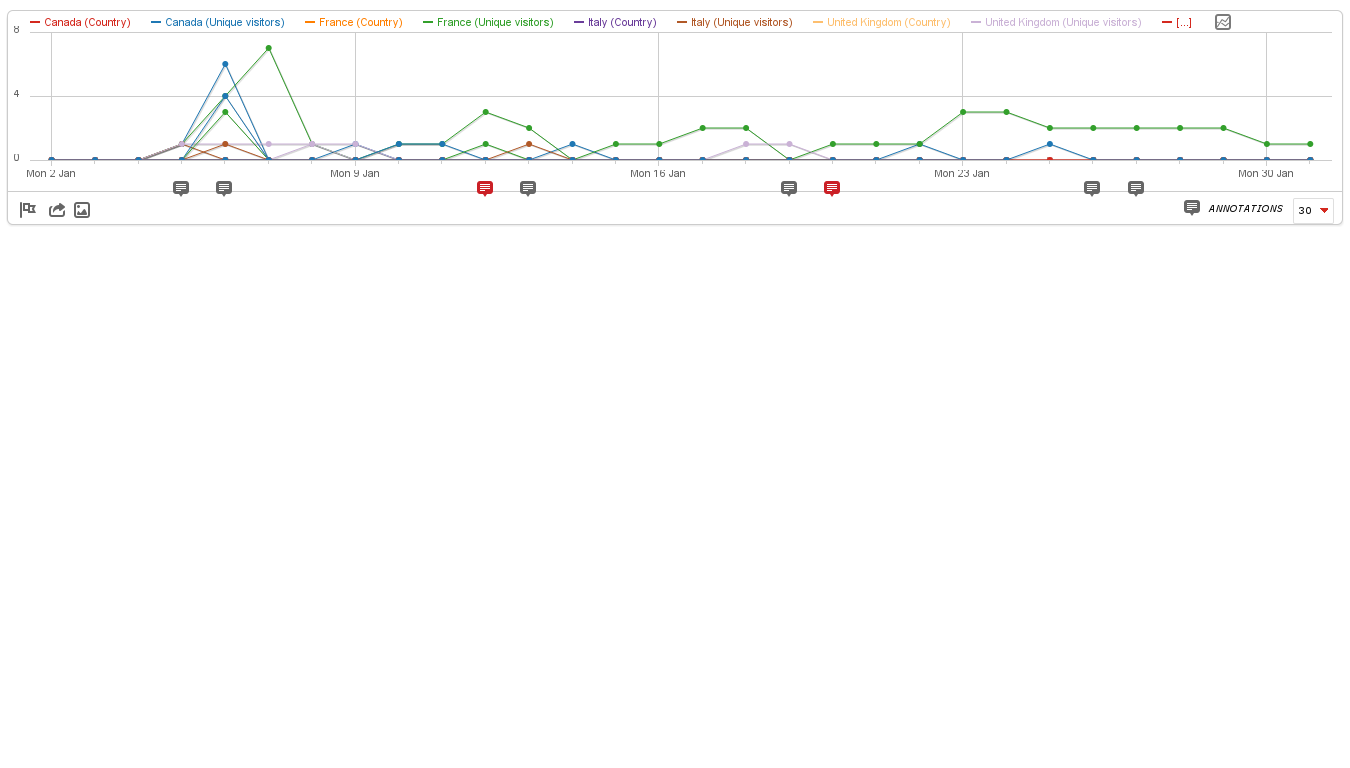 Canada (Country) Canada (Unique visitors) France (Country) France (Unique visitors) Italy (Country) Italy (Unique visitors) United Kingdom (Country) United Kingdom (Unique visitors) [...]
8
4
0
Mon 2 Jan Mon 9 Jan Mon 16 Jan Mon 23 Jan Mon 30 Jan
ANNOTATIONS 30